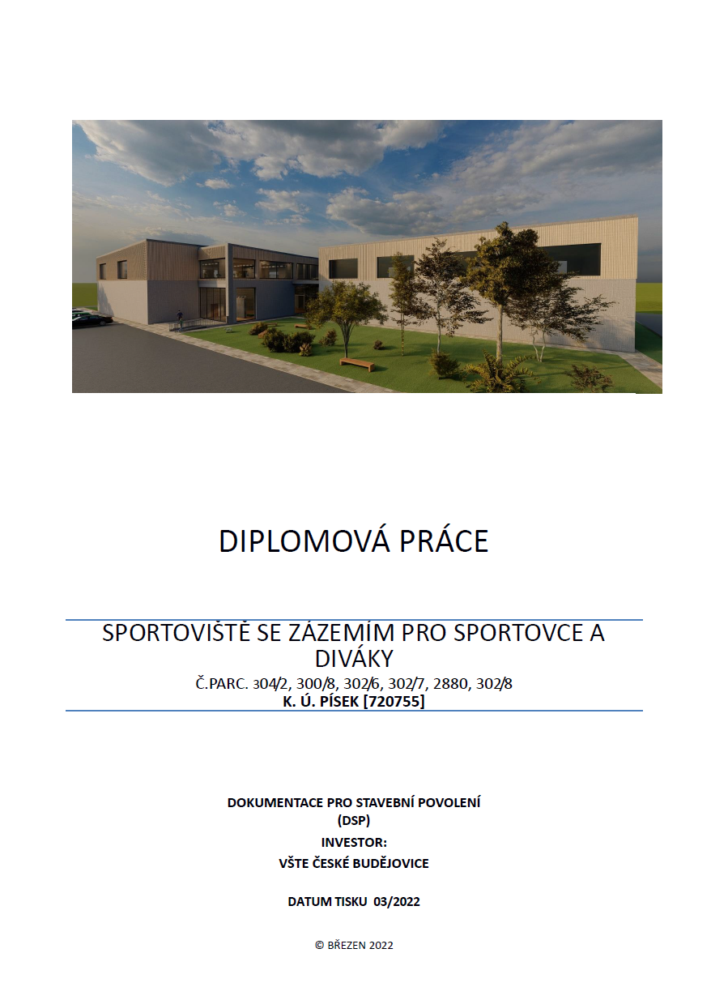 DIPLOMOVÁ PRÁCE
SPORTOVIŠTĚ SE ZÁZEMÍM PRO SPORTOVCE A
DIVÁKY
Č.PARC. 304/2, 300/8, 302/6, 302/7, 2880, 302/8
K. Ú. PÍSEK [720755]
DOKUMENTACE PRO STAVEBNÍ POVOLENÍ
(DSP)
INVESTOR:
VŠTE ČESKÉ BUDĚJOVICE
DATUM TISKU 03/2022
© BŘEZEN 2022